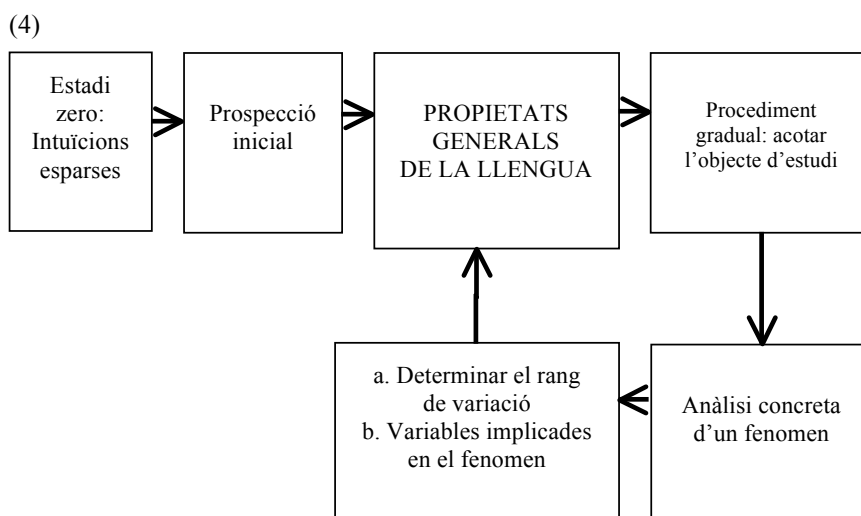 (4)
Estadi
zero:
Intuïcions
esparses
Prospecció
inicial
PROPIETATS
GENERALS
DE LA LLENGUA
Procediment
gradual: acotar
l’objecte d’estudi
a. Determinar el rang
de variació
b. Variables implicades
en el fenomen
Anàlisi concreta
d’un fenomen